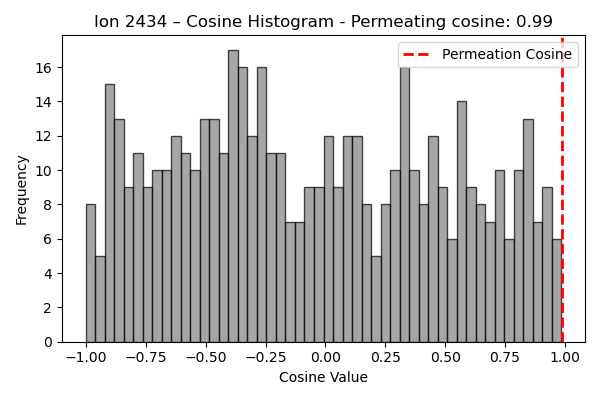 Ion 2434 – Cosine Histogram - Permeating cosine: 0.99
Permeation Cosine
Frequency
16
14
12
10
8
6
4
2
0
−1.00 −0.75 −0.50 −0.25 0.00 0.25 0.50 0.75 1.00
Cosine Value